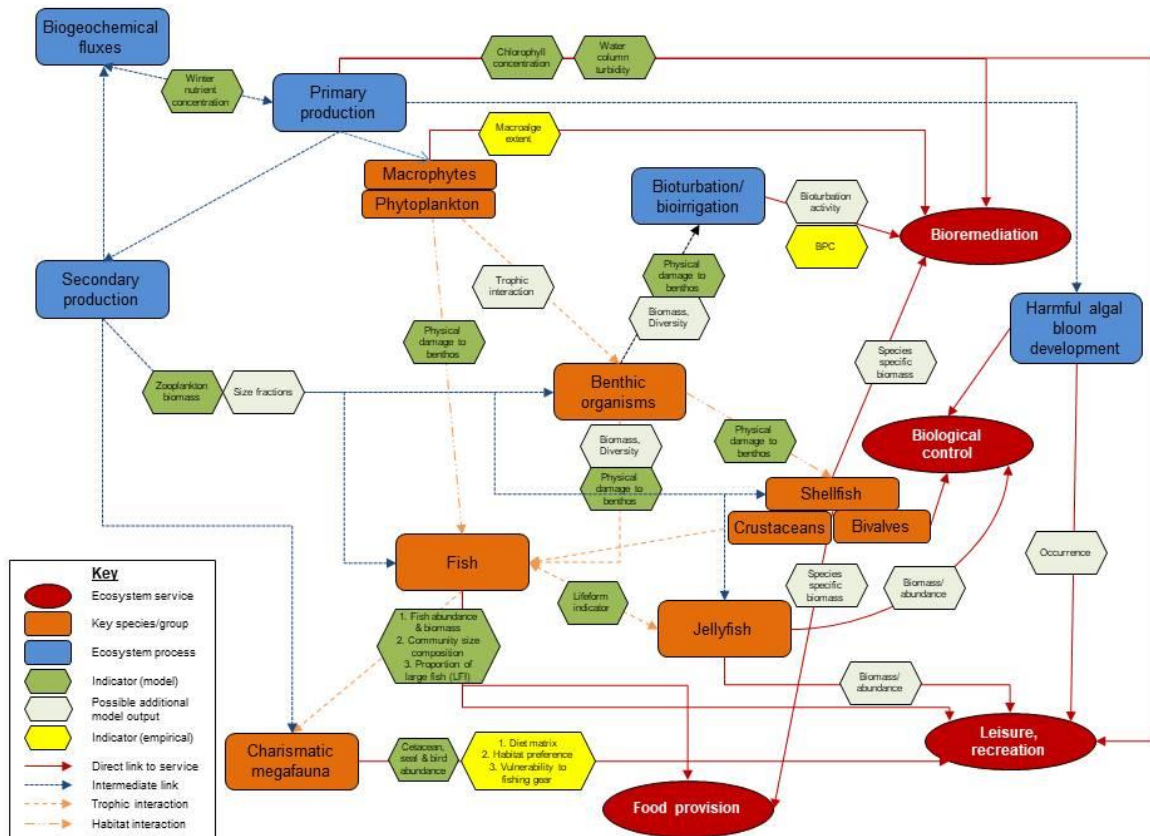 Biogeochemical
fluxes
Winter
nutrient
concentration
Primary
production
Chlorophyll
concentration
Water
column
turbidity
Macroalge
extent
Macrophytes
Phytoplankton
Bioturbation/
bioirrigation
Bioturbation
activity
BPC
Bioremediation
Secondary
production
Trophic
interaction
Physical
damage to
benthos
Biomass,
Diversity
Harmful algal
bloom
development
Physical
damage to
benthos
Species
specific
biomass
Zooplankton
biomass
Size fractions
Benthic
organisms
Biomass,
Diversity
Physical
damage to
benthos
Physical
damage to
benthos
Biological
control
Shellfish
Crustaceans
Bivalves
Fish
Lifeform
indicator
Species
specific
biomass
Biomass/
abundance
Occurrence
Jellyfish
1. Fish abundance
& biomass
2. Community size
composition
3. Proportion of
large fish (LFI)
Biomass/
abundance
Charismatic
megafauna
Cetacean,
seal & bird
abundance
1. Diet matrix
2. Habitat preference
3. Vulnerability to
fishing gear
Leisure,
recreation
Food provision
Key
Ecosystem service
Key species/group
Ecosystem process
Indicator (model)
Possible additional
model output
Indicator (empirical)
Direct link to service
Intermediate link
Trophic interaction
Habitat interaction